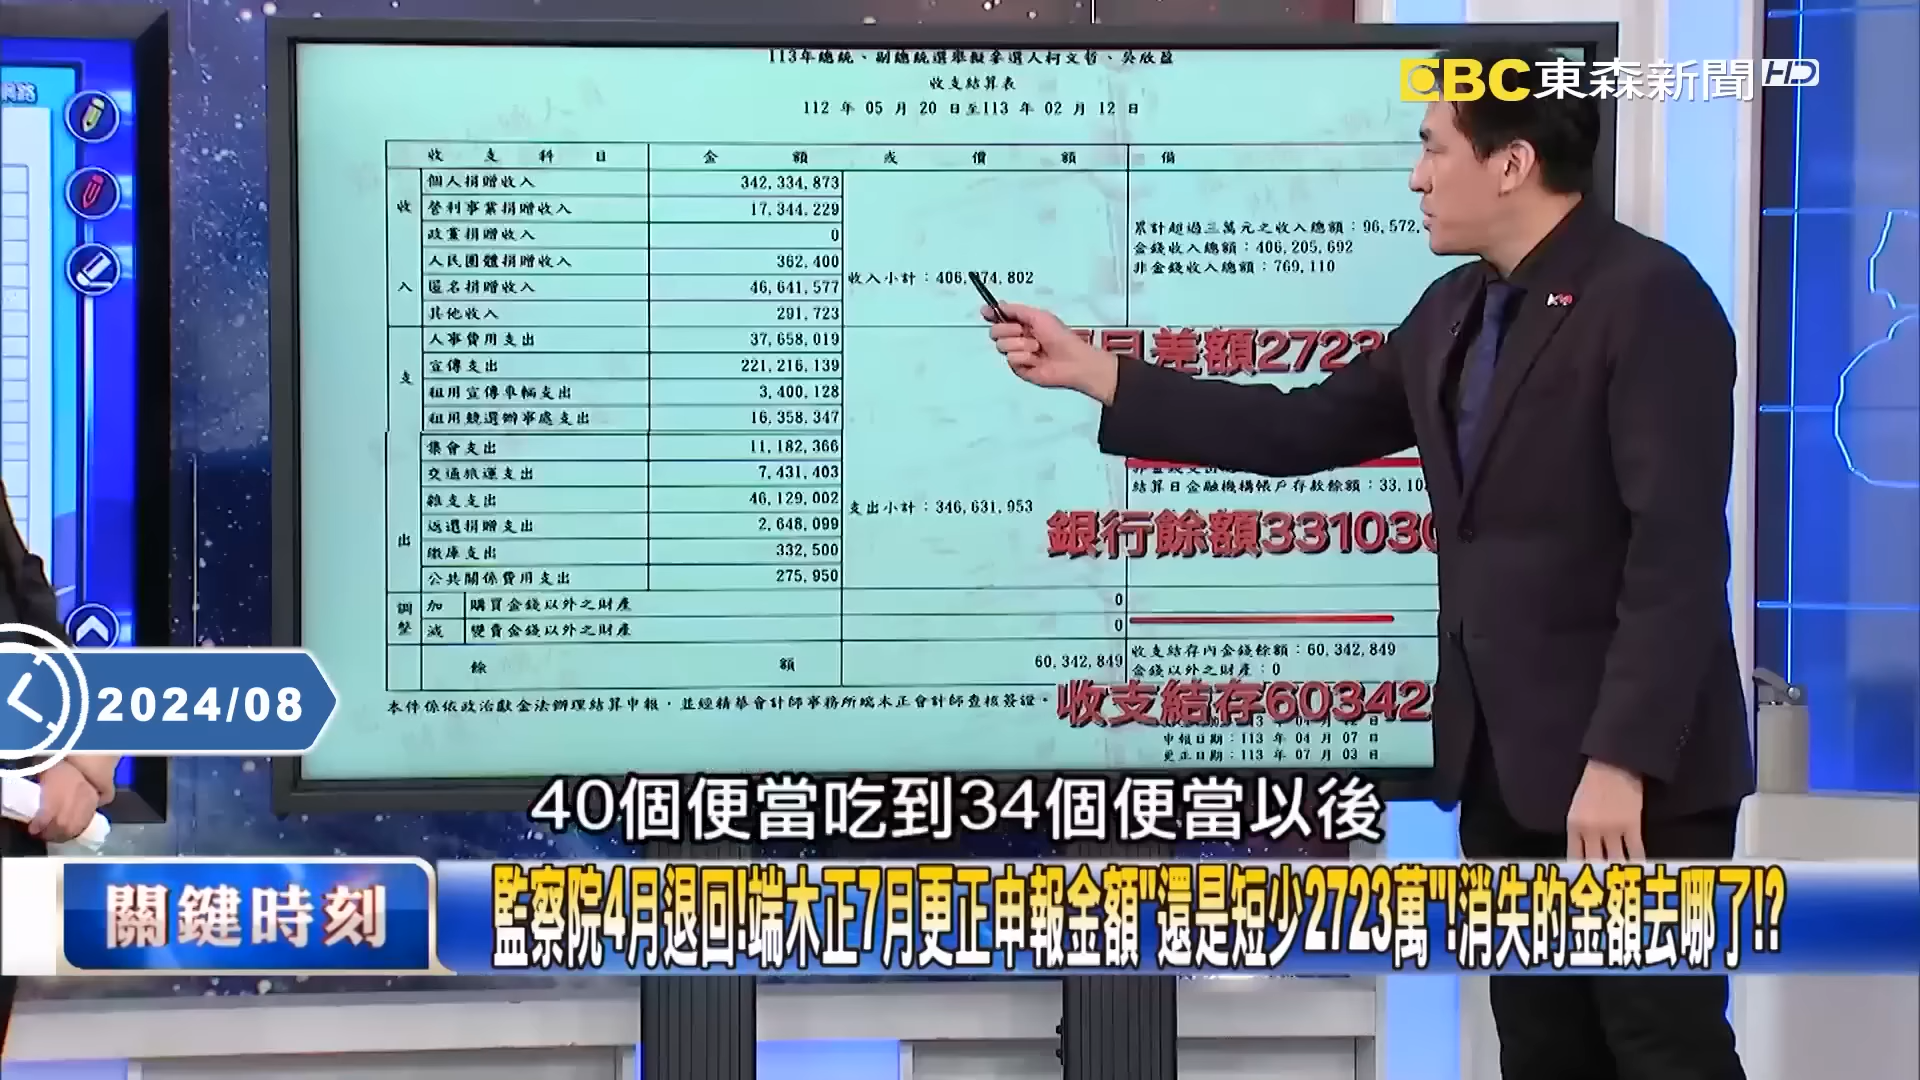 EBC東森新聞HD
113年總統、副總統選舉擬參選人柯文哲、吳欣盈
收支結算表
112 年 05 月 20 日至113 年 02 月 12 日
收 支 科 目 金 額 或 價 額 備
收 入
個人捐贈收入 342,334,873
營利事業捐贈收入 17,344,229
政黨捐贈收入 0
人民團體捐贈收入 362,400
匿名捐贈收入 46,641,577
其他收入 291,723
收入小計：406,974,802
累計超過三萬元之收入總額：96,572,
金錢收入總額：406,205,692
非金錢收入總額：769,110
支 出
人事費用支出 37,658,019
宣傳支出 221,216,139
租用宣傳車輛支出 3,400,128
租用競選辦事處支出 16,358,347
集會支出 11,182,366
交通旅運支出 7,431,403
雜支支出 46,129,002
返還捐贈支出 2,648,099
繳庫支出 332,500
公共關係費用支出 275,950
支出小計：346,631,953
差額2723
結算日金融機構帳戶存款餘額：33,10
銀行餘額33103
調整
加 購買金錢以外之財產 0
減 變賣金錢以外之財產 0
餘 額 60,342,849
收支結存內金錢餘額：60,342,849
金錢以外之財產：0
收支結存60342
本件係依政治獻金法辦理結算申報，並經精華會計師事務所端木正會計師查核簽證。
申報日期：113 年 04 月 07 日
更正日期：113 年 07 月 03 日
2024/08
40個便當吃到34個便當以後
關鍵時刻
監察院4月退回!端木正7月更正申報金額"還是短少2723萬"!消失的金額去哪了!?